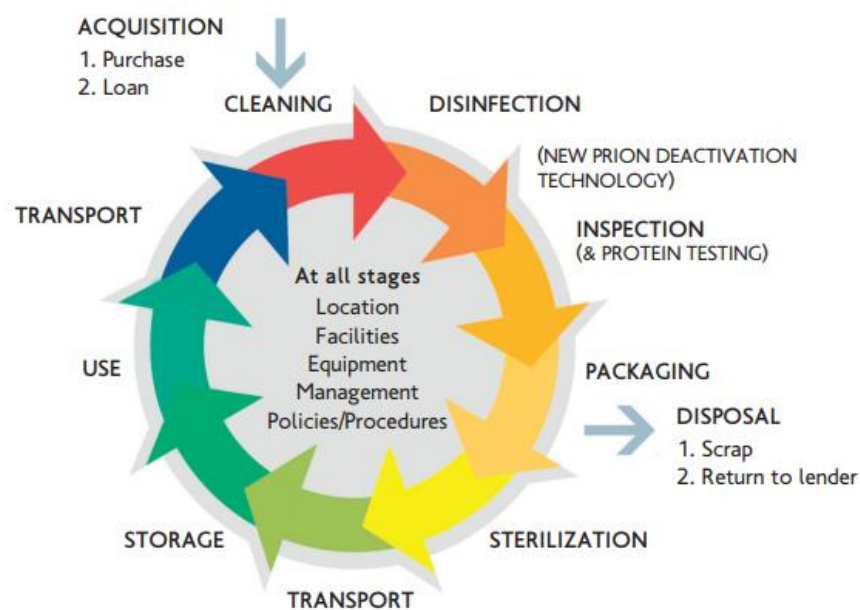 ACQUISITION
1. Purchase
2. Loan
CLEANING
DISINFECTION
(NEW PRION DEACTIVATION
TECHNOLOGY)
INSPECTION
(& PROTEIN TESTING)
PACKAGING
DISPOSAL
1. Scrap
2. Return to lender
STERILIZATION
TRANSPORT
STORAGE
USE
TRANSPORT
At all stages
Location
Facilities
Equipment
Management
Policies/Procedures